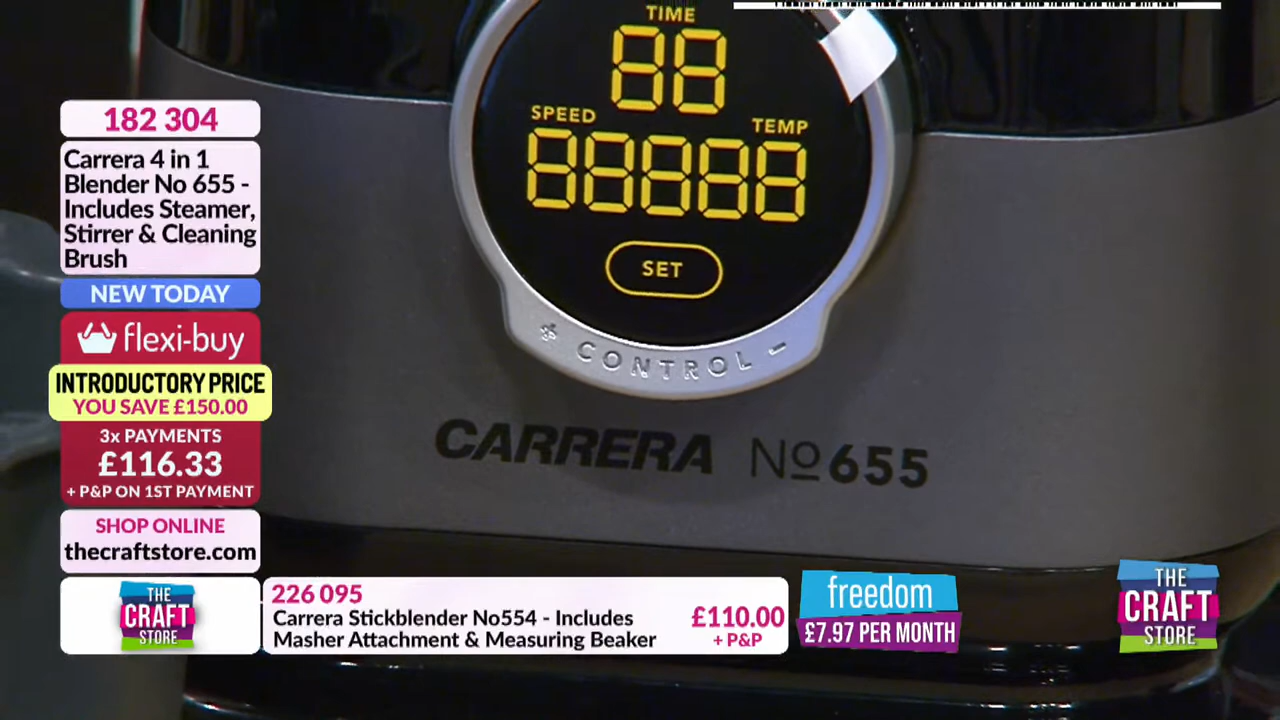 TIME
88
SPEED
TEMP
88888
SET
+ CONTROL -
CARRERA No655
182 304
Carrera 4 in 1
Blender No 655 -
Includes Steamer,
Stirrer & Cleaning
Brush
NEW TODAY
flexi-buy
INTRODUCTORY PRICE
YOU SAVE £150.00
3x PAYMENTS
£116.33
+ P&P ON 1ST PAYMENT
SHOP ONLINE
thecraftstore.com
THE
CRAFT
STORE
226 095
Carrera Stickblender No554 - Includes
Masher Attachment & Measuring Beaker
£110.00
+ P&P
freedom
£7.97 PER MONTH
THE
CRAFT
STORE